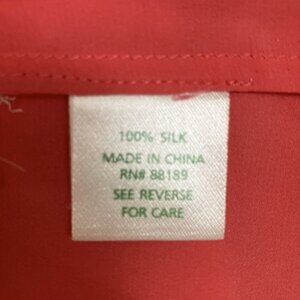 100% SILK
MADE IN CHINA
RN# 88189
SEE REVERSE
FOR CARE